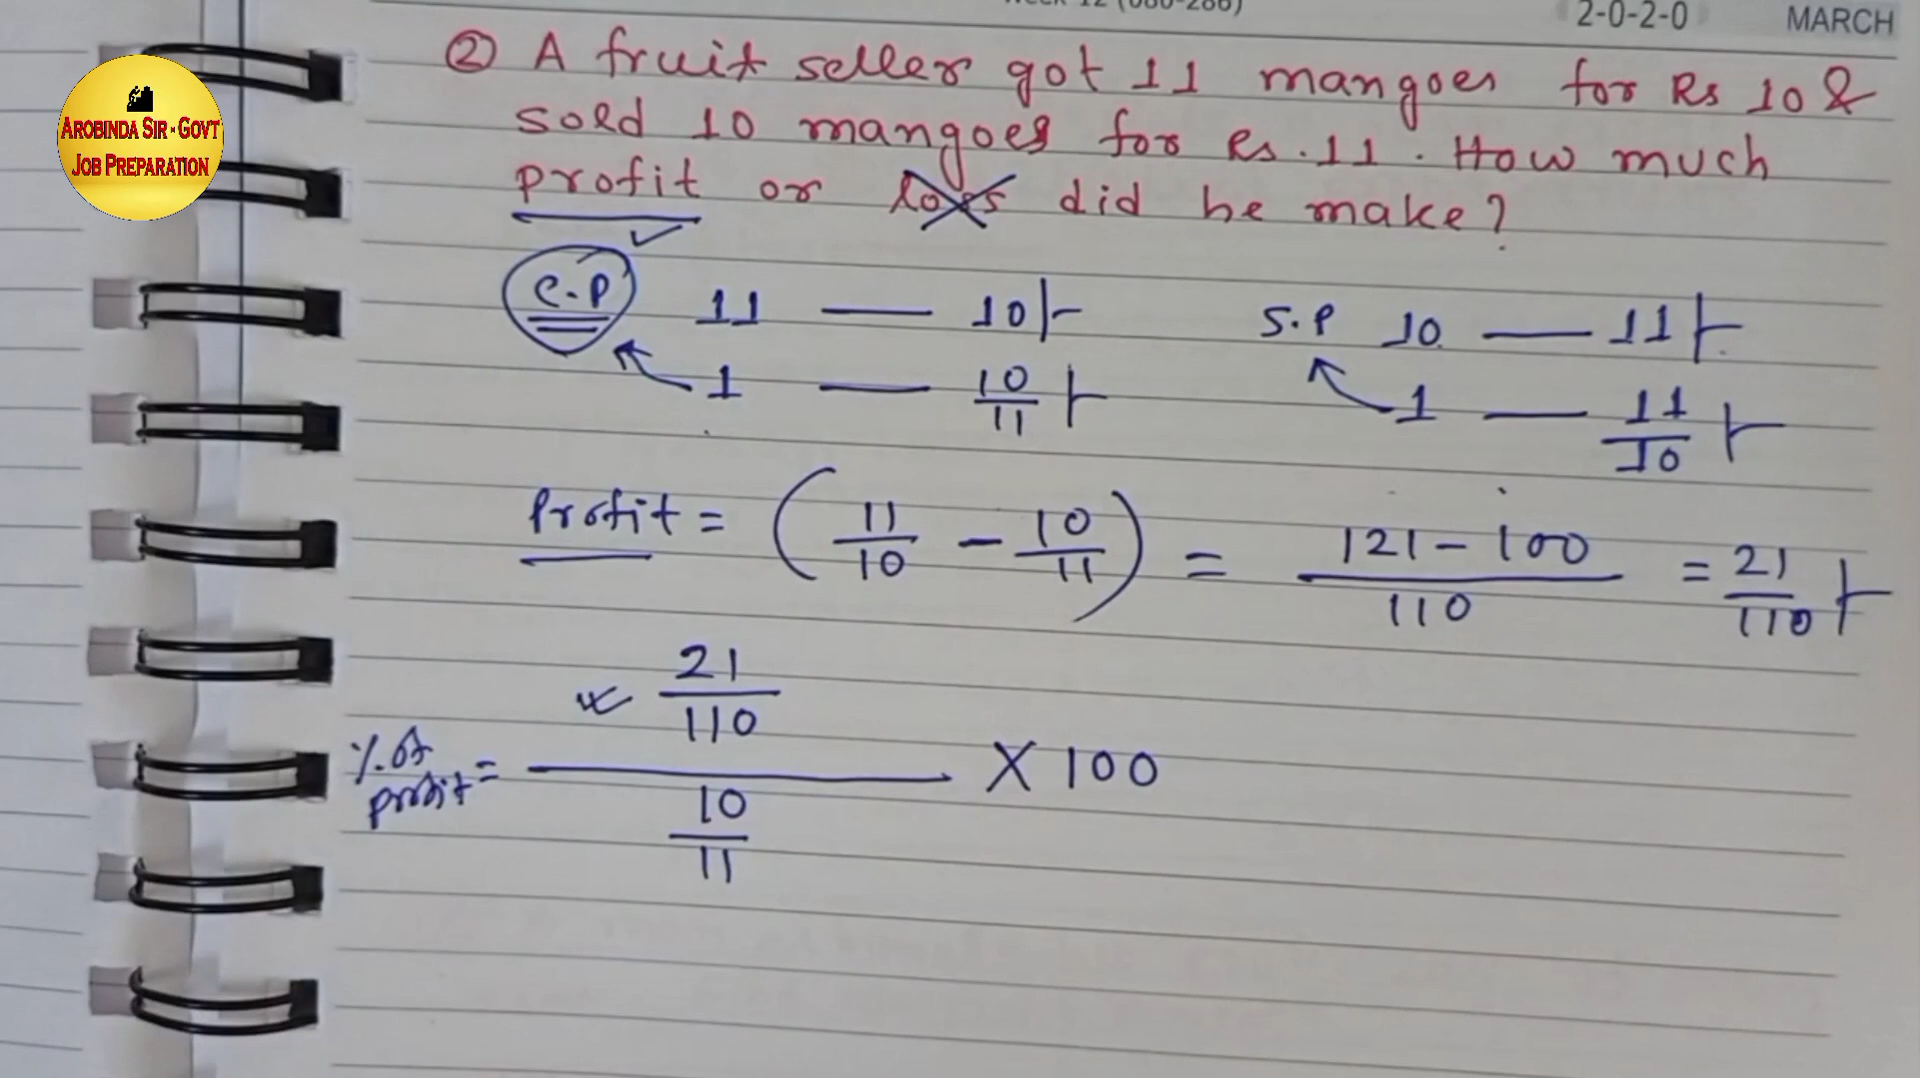 2-0-2-0 MARCH
AROBINDA SIR - GOVT
JOB PREPARATION
② A fruit seller got 11 mangoes for Rs 10 &
sold 10 mangoes for Rs. 11. How much
profit or loss did he make?
C.P 11 — 10/- S.P 10 — 11/-
1 — 10/11 /- 1 — 11/10 /-
Profit = (11/10 - 10/11) = 121-100/110 = 21/110 /-
21/110
% of profit = ——— X 100
10/11